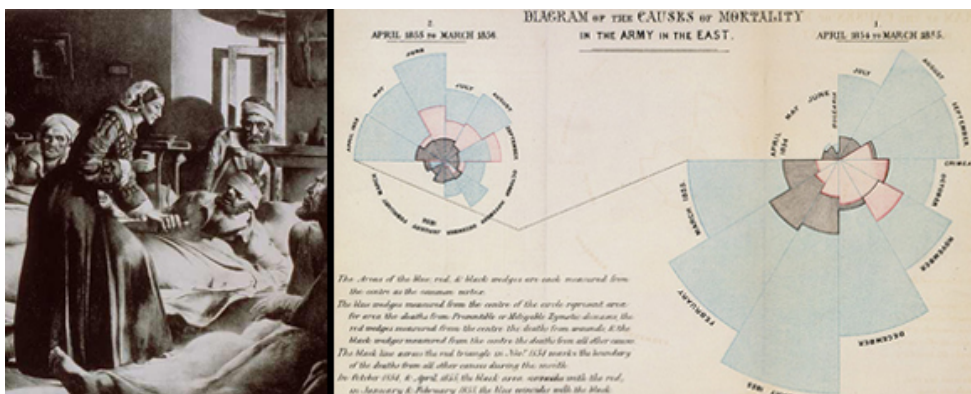 DIAGRAM OF THE CAUSES OF MORTALITY
IN THE ARMY IN THE EAST.
2.
APRIL 1855 TO MARCH 1856.
1.
APRIL 1854 TO MARCH 1855.
APRIL 1855
MAY
JUNE
JULY
AUGUST
SEPTEMBER
OCTOBER
NOVEMBER
DECEMBER
1856
JANUARY
FEBRUARY
MARCH
APRIL
1854
MAY
JUNE
JULY
AUGUST
SEPTEMBER
CRIMEA
OCTOBER
NOVEMBER
DECEMBER
1855
FEBRUARY
MARCH 1855.
The Areas of the blue, red, & black wedges are each measured from
the centre as the common vertex.
The blue wedges measured from the centre of the circle represent area
for area the deaths from Preventable or Mitigable Zymotic diseases, the
red wedges measured from the centre the deaths from wounds, & the
black wedges measured from the centre the deaths from all other causes.
The black line across the red triangle in Nov.r 1854 marks the boundary
of the deaths from all other causes during the month.
In October 1854, & April 1855, the black area coincides with the red,
in January & February 1855, the blue coincides with the black.